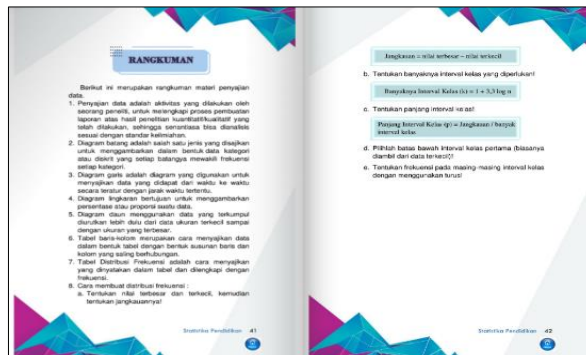 RANGKUMAN
Berikut ini merupakan rangkuman materi penyajian
data.
1. Penyajian data adalah aktivitas yang dilakukan oleh
seorang peneliti, untuk melengkapi proses pembuatan
laporan atas hasil penelitian kuantitatif/kualitatif yang
telah dilakukan, sehingga senantiasa bisa dianalisis
sesuai dengan standar keilmiahan.
2. Diagram batang adalah salah satu jenis yang disajikan
untuk menggambarkan dalam bentuk data kategori
atau diskrit yang setiap batangnya mewakili frekuensi
setiap kategori.
3. Diagram garis adalah diagram yang digunakan untuk
menyajikan data yang didapat dari waktu ke waktu
secara teratur dengan jarak waktu tertentu.
4. Diagram lingkaran bertujuan untuk menggambarkan
persentase atau proporsi suatu data.
5. Diagram daun menggunakan data yang terkumpul
diurutkan lebih dulu dari data ukuran terkecil sampai
dengan ukuran yang terbesar.
6. Tabel baris-kolom merupakan cara menyajikan data
dalam bentuk tabel dengan bentuk susunan baris dan
kolom yang saling berhubungan.
7. Tabel Distribusi Frekuensi adalah cara menyajikan
yang dinyatakan dalam tabel dan dilengkapi dengan
frekuensi.
8. Cara membuat distribusi frekuensi :
a. Tentukan nilai terbesar dan terkecil, kemudian
tentukan jangkauannya!
Statistika Pendidikan 41
Jangkauan = nilai terbesar – nilai terkecil
b. Tentukan banyaknya interval kelas yang diperlukan!
Banyaknya Interval Kelas (k) = 1 + 3,3 log n
c. Tentukan panjang interval kelas!
Panjang Interval Kelas (p) = Jangkauan / banyak
interval kelas
d. Pilihlah batas bawah interval kelas pertama (biasanya
diambil dari data terkecil)!
e. Tentukan frekuensi pada masing-masing interval kelas
dengan menggunakan turus!
Statistika Pendidikan 42